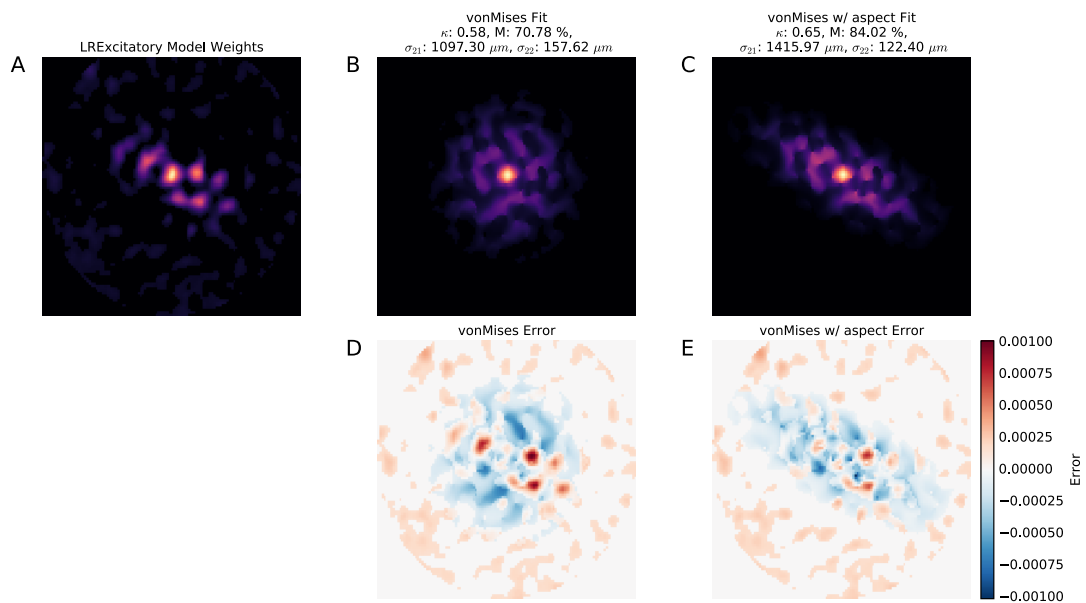 A
LRExcitatory Model Weights
B
vonMises Fit
κ: 0.58, M: 70.78 %,
σ21: 1097.30 μm, σ22: 157.62 μm
C
vonMises w/ aspect Fit
κ: 0.65, M: 84.02 %,
σ21: 1415.97 μm, σ22: 122.40 μm
D
vonMises Error
E
vonMises w/ aspect Error
0.00100
0.00075
0.00050
0.00025
0.00000
−0.00025
−0.00050
−0.00075
−0.00100
Error